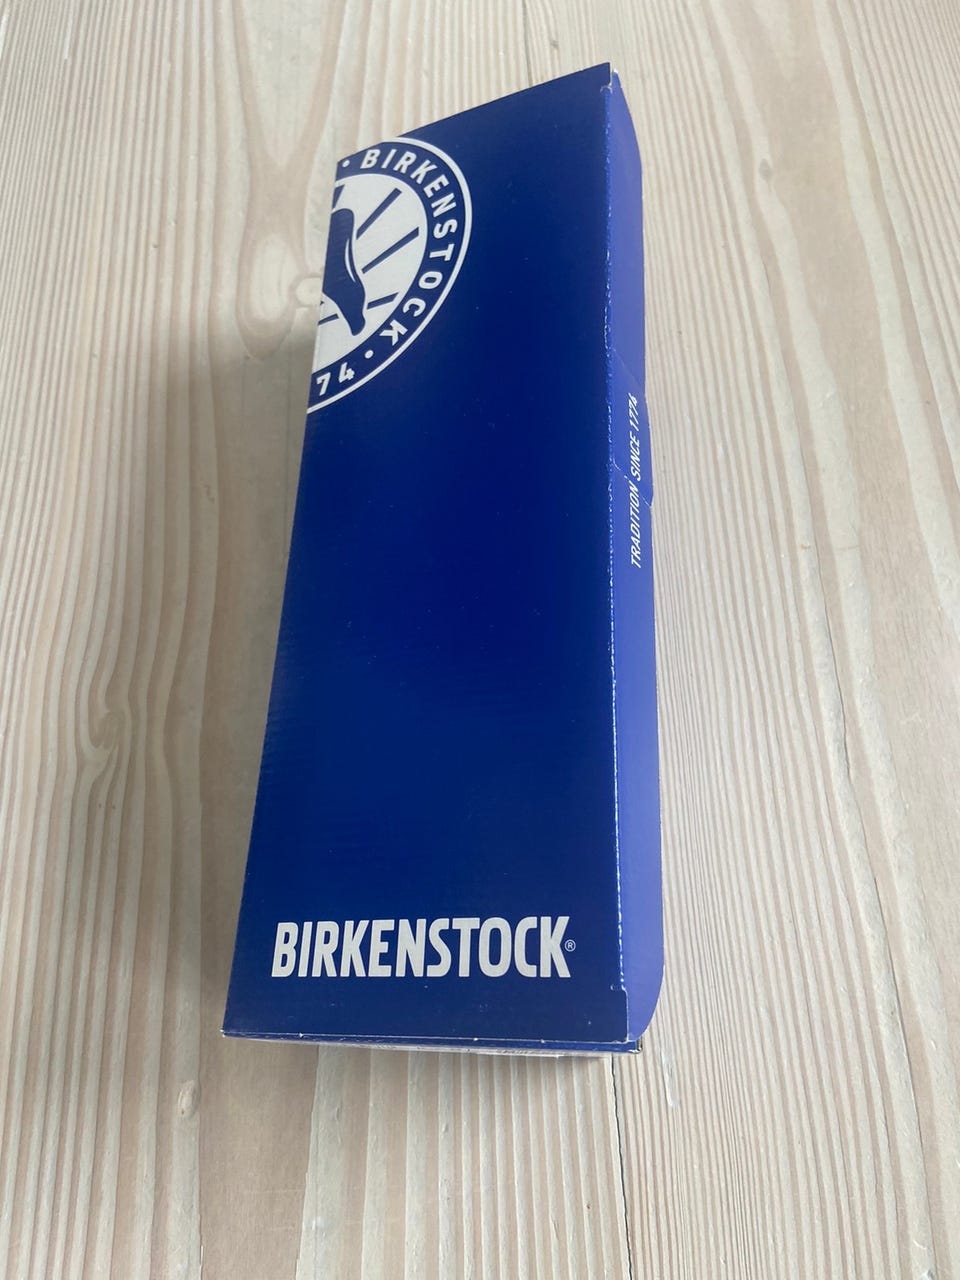 • BIRKENSTOCK •
74
TRADITION SINCE 1774
BIRKENSTOCK®